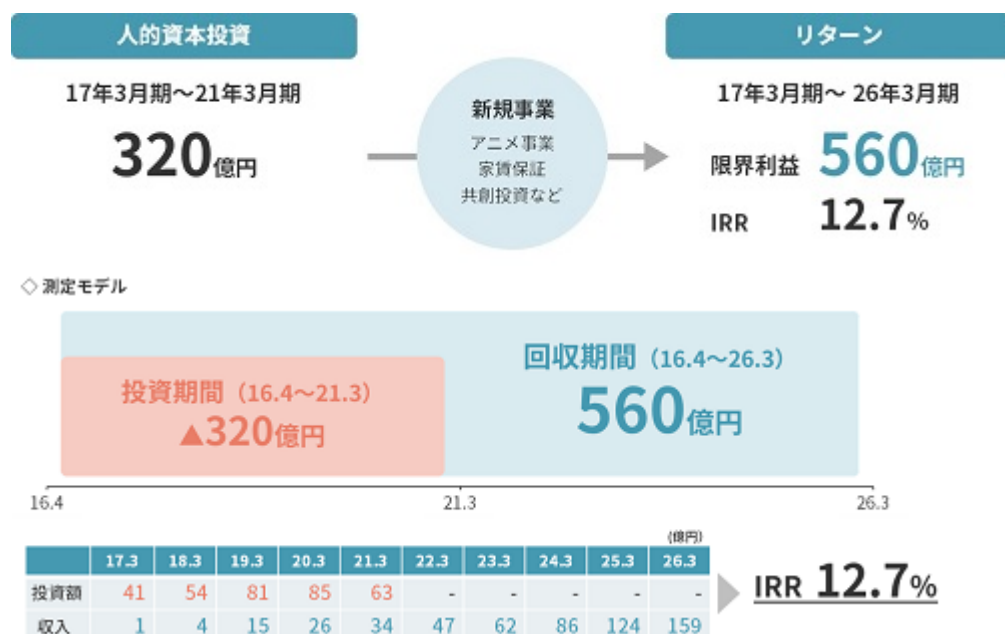 人的資本投資
リターン
17年3月期～21年3月期
320億円
新規事業
アニメ事業
家賃保証
共創投資など
17年3月期～ 26年3月期
限界利益 560億円
IRR 12.7%
◇ 測定モデル
投資期間（16.4～21.3）
▲320億円
回収期間（16.4～26.3）
560億円
16.4 21.3 26.3
(億円)
17.3 18.3 19.3 20.3 21.3 22.3 23.3 24.3 25.3 26.3
投資額 41 54 81 85 63 - - - - -
収入 1 4 15 26 34 47 62 86 124 159
IRR 12.7%